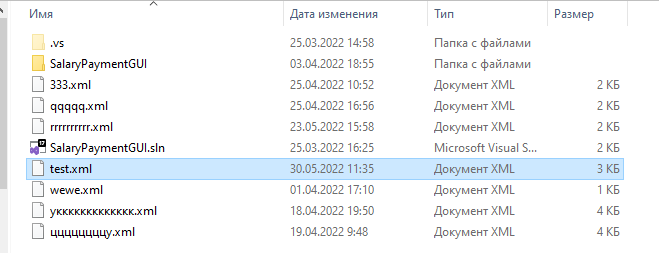 Имя Дата изменения Тип Размер
.vs 25.03.2022 14:58 Папка с файлами
SalaryPaymentGUI 03.04.2022 18:55 Папка с файлами
333.xml 25.04.2022 10:52 Документ XML 2 КБ
qqqqq.xml 25.04.2022 16:56 Документ XML 2 КБ
rrrrrrrrrr.xml 23.05.2022 15:58 Документ XML 2 КБ
SalaryPaymentGUI.sln 25.03.2022 16:25 Microsoft Visual S... 2 КБ
test.xml 30.05.2022 11:35 Документ XML 3 КБ
wewe.xml 01.04.2022 17:10 Документ XML 1 КБ
уккккккккккккк.xml 18.04.2022 19:50 Документ XML 4 КБ
ццццццццу.xml 19.04.2022 9:48 Документ XML 4 КБ